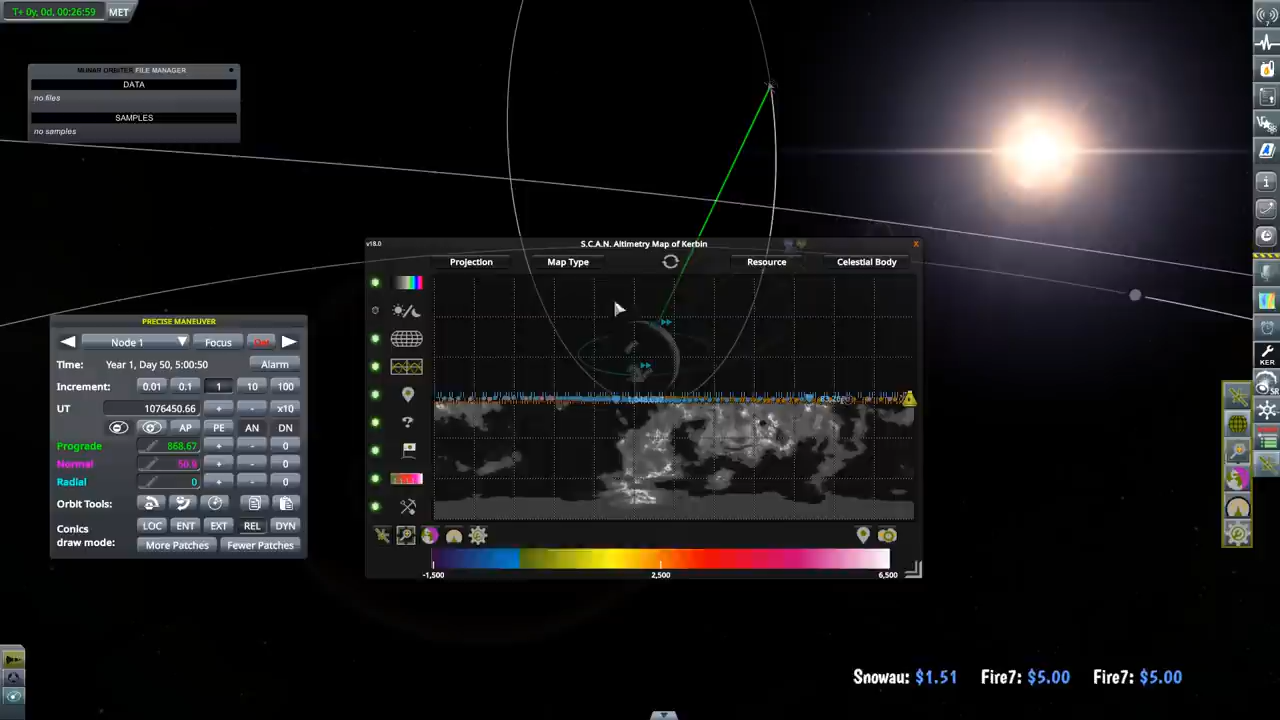 T+ 0y, 0d, 00:26:59 MET
MUNAR ORBITER FILE MANAGER
DATA
no files
SAMPLES
no samples
v18.0 S.C.A.N. Altimetry Map of Kerbin x
Projection Map Type Resource Celestial Body
-1,500 2,500 6,500
PRECISE MANEUVER
Node 1 Focus Del
Time: Year 1, Day 50, 5:00:50 Alarm
Increment: 0.01 0.1 1 10 100
UT 1076450.66 + - x10
AP PE AN DN
Prograde 868.67 + - 0
Normal 50.9 + - 0
Radial 0 + - 0
Orbit Tools:
Conics draw mode: LOC ENT EXT REL DYN
More Patches Fewer Patches
KER
SR
Snowau: $1.51 Fire7: $5.00 Fire7: $5.00